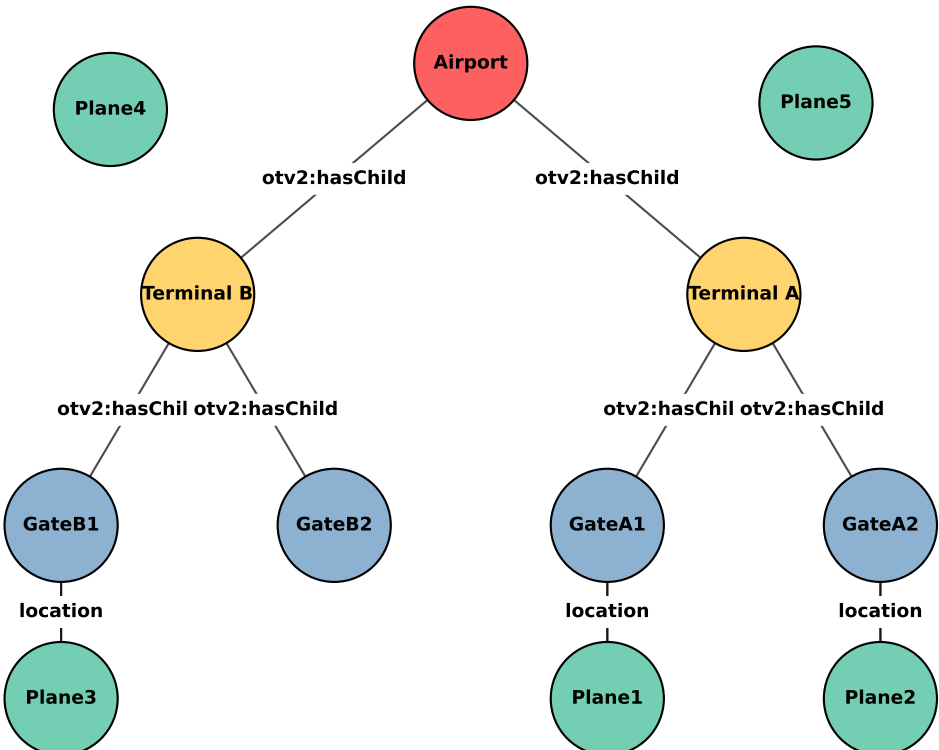 Airport
Plane4
Plane5
otv2:hasChild
otv2:hasChild
Terminal B
Terminal A
otv2:hasChil
otv2:hasChild
otv2:hasChil
otv2:hasChild
GateB1
GateB2
GateA1
GateA2
location
location
location
Plane3
Plane1
Plane2